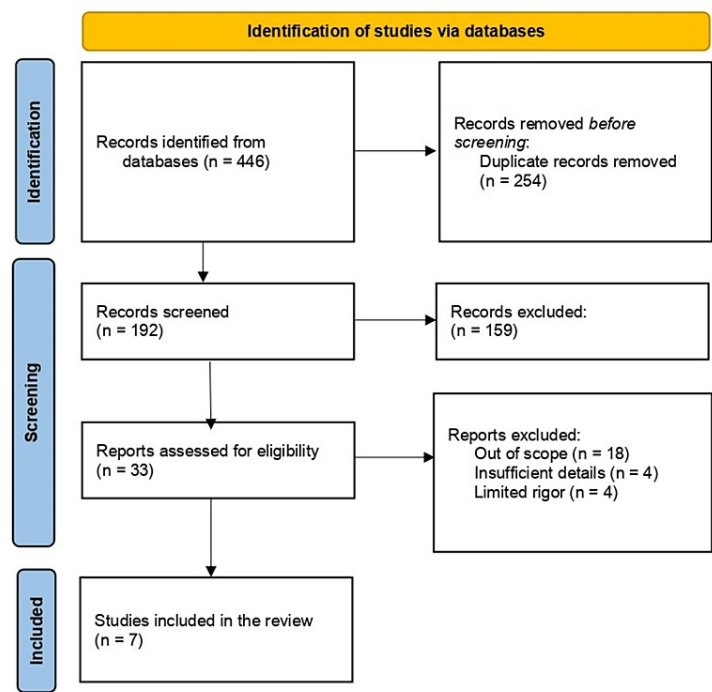 Identification of studies via databases
Identification
Records identified from
databases (n = 446)
Records removed before
screening:
Duplicate records removed
(n = 254)
Screening
Records screened
(n = 192)
Records excluded:
(n = 159)
Reports assessed for eligibility
(n = 33)
Reports excluded:
Out of scope (n = 18)
Insufficient details (n = 4)
Limited rigor (n = 4)
Included
Studies included in the review
(n = 7)